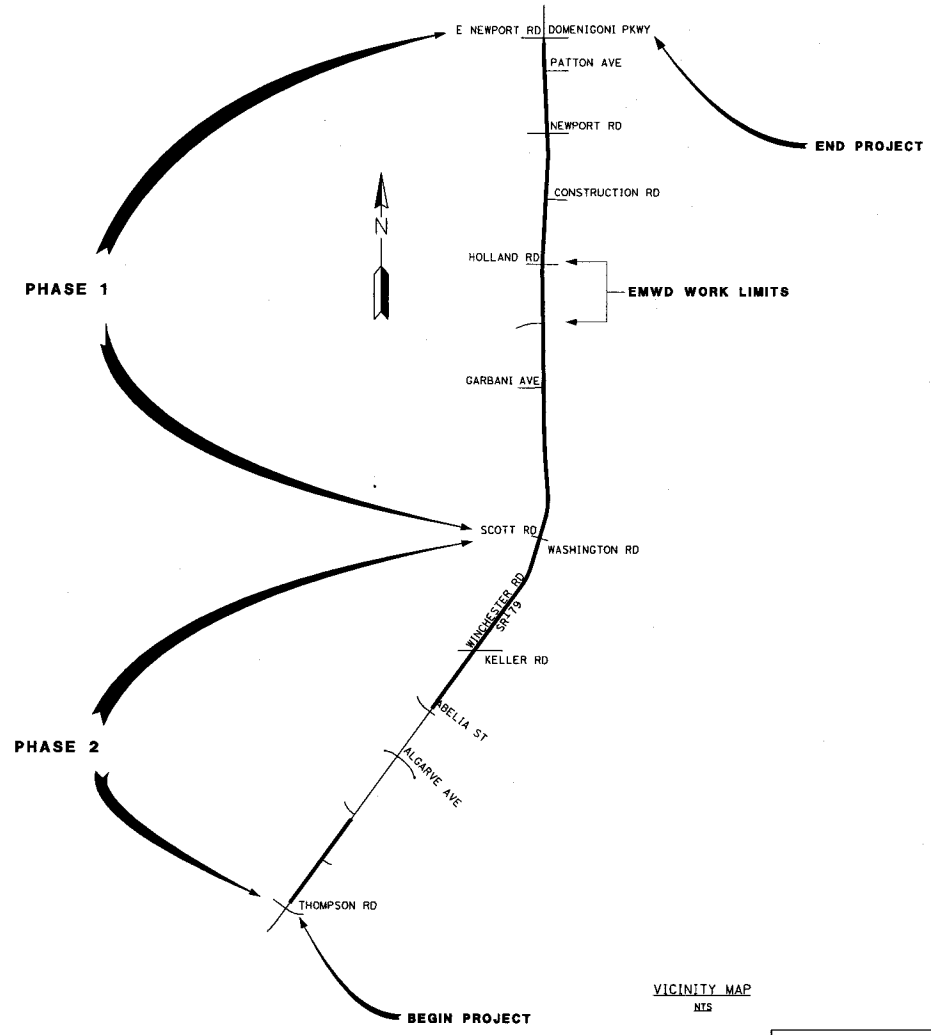 E NEWPORT RD DOMENIGONI PKWY
PATTON AVE
NEWPORT RD
END PROJECT
CONSTRUCTION RD
N
HOLLAND RD
PHASE 1
EMWD WORK LIMITS
GARBANI AVE
SCOTT RD
WASHINGTON RD
WINCHESTER RD
SR179
KELLER RD
ABELIA ST
PHASE 2
ALGARVE AVE
THOMPSON RD
VICINITY MAP
NTS
BEGIN PROJECT